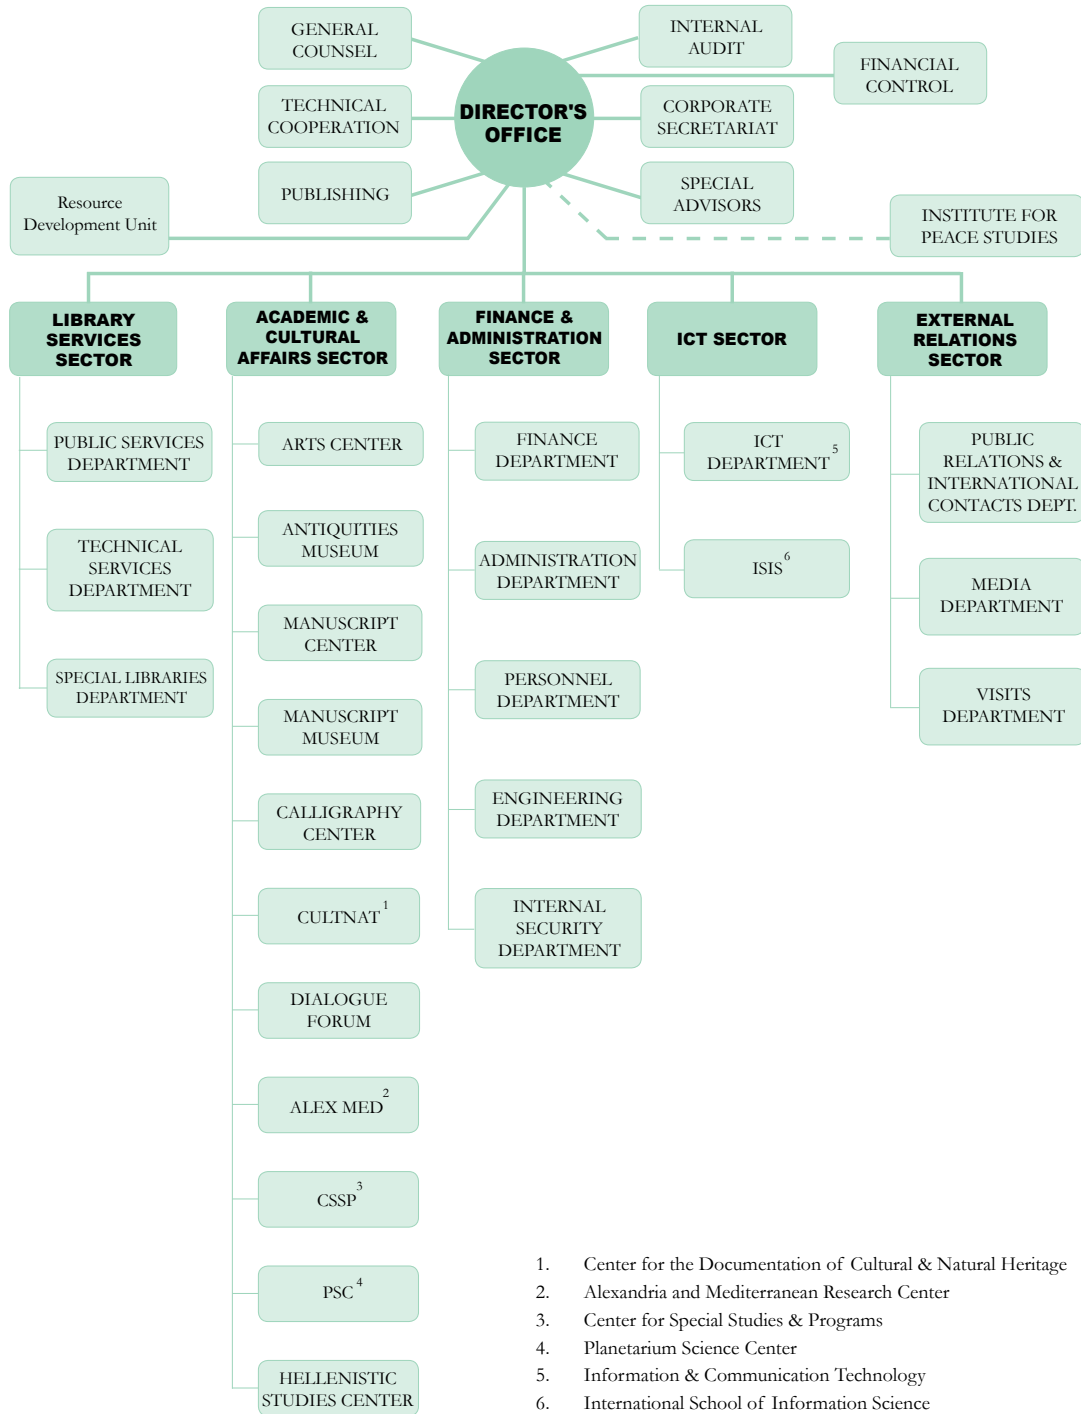 GENERAL
COUNSEL
INTERNAL
AUDIT
FINANCIAL
CONTROL
TECHNICAL
COOPERATION
DIRECTOR'S
OFFICE
CORPORATE
SECRETARIAT
PUBLISHING
SPECIAL
ADVISORS
Resource
Development Unit
INSTITUTE FOR
PEACE STUDIES
LIBRARY
SERVICES
SECTOR
ACADEMIC &
CULTURAL
AFFAIRS SECTOR
FINANCE &
ADMINISTRATION
SECTOR
ICT SECTOR
EXTERNAL
RELATIONS
SECTOR
PUBLIC SERVICES
DEPARTMENT
TECHNICAL
SERVICES
DEPARTMENT
SPECIAL LIBRARIES
DEPARTMENT
ARTS CENTER
ANTIQUITIES
MUSEUM
MANUSCRIPT
CENTER
MANUSCRIPT
MUSEUM
CALLIGRAPHY
CENTER
CULTNAT 1
DIALOGUE
FORUM
ALEX MED 2
CSSP 3
PSC 4
HELLENISTIC
STUDIES CENTER
FINANCE
DEPARTMENT
ADMINISTRATION
DEPARTMENT
PERSONNEL
DEPARTMENT
ENGINEERING
DEPARTMENT
INTERNAL
SECURITY
DEPARTMENT
ICT
DEPARTMENT 5
ISIS 6
PUBLIC
RELATIONS &
INTERNATIONAL
CONTACTS DEPT.
MEDIA
DEPARTMENT
VISITS
DEPARTMENT
1. Center for the Documentation of Cultural & Natural Heritage
2. Alexandria and Mediterranean Research Center
3. Center for Special Studies & Programs
4. Planetarium Science Center
5. Information & Communication Technology
6. International School of Information Science